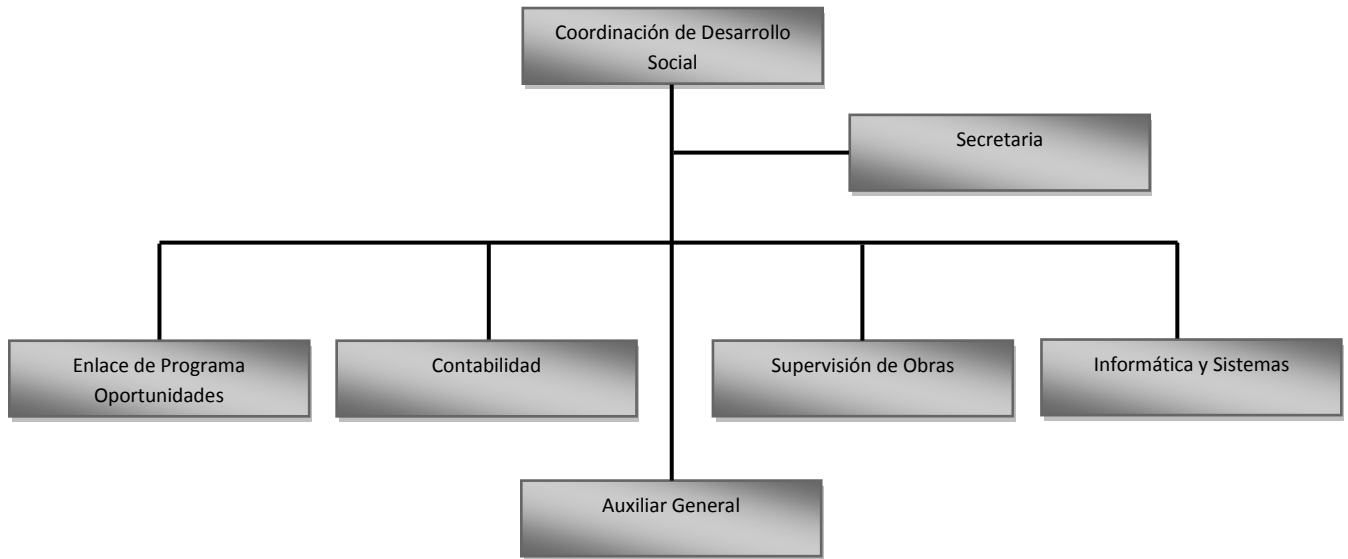 Coordinación de Desarrollo
Social
Secretaria
Enlace de Programa
Oportunidades
Contabilidad
Supervisión de Obras
Informática y Sistemas
Auxiliar General